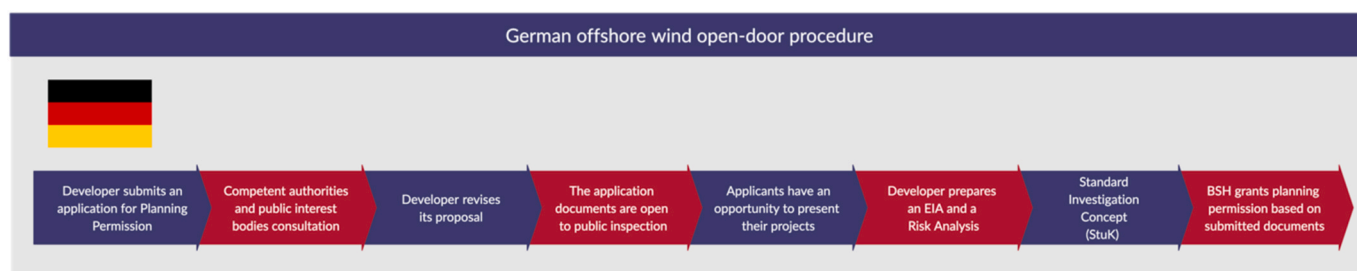 German offshore wind open-door procedure
Developer submits an
application for Planning
Permission
Competent authorities
and public interest
bodies consultation
Developer revises
its proposal
The application
documents are open
to public inspection
Applicants have an
opportunity to present
their projects
Developer prepares
an EIA and a
Risk Analysis
Standard
Investigation
Concept
(StuK)
BSH grants planning
permission based on
submitted documents